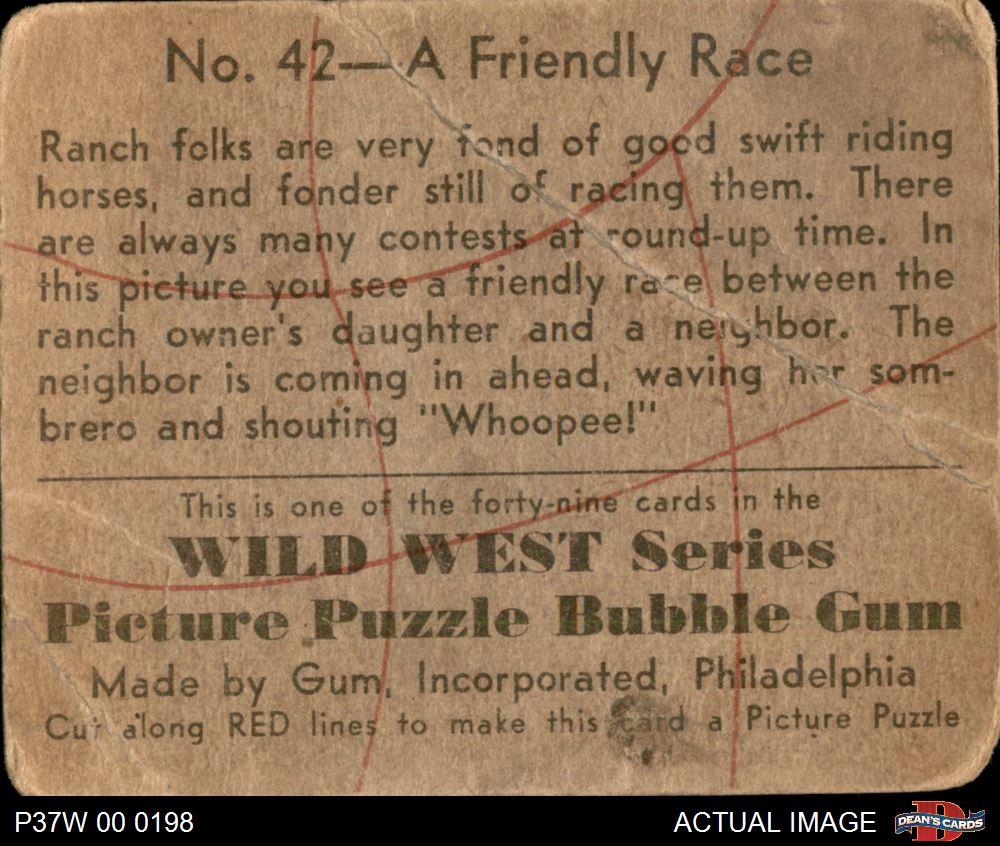 No. 42—A Friendly Race
Ranch folks are very fond of good swift riding
horses, and fonder still of racing them. There
are always many contests at round-up time. In
this picture you see a friendly race between the
ranch owner's daughter and a neighbor. The
neighbor is coming in ahead, waving her som-
brero and shouting "Whoopee!"
This is one of the forty-nine cards in the
WILD WEST Series
Picture Puzzle Bubble Gum
Made by Gum, Incorporated, Philadelphia
Cut along RED lines to make this card a Picture Puzzle
P37W 00 0198
ACTUAL IMAGE
D
DEAN'S CARDS